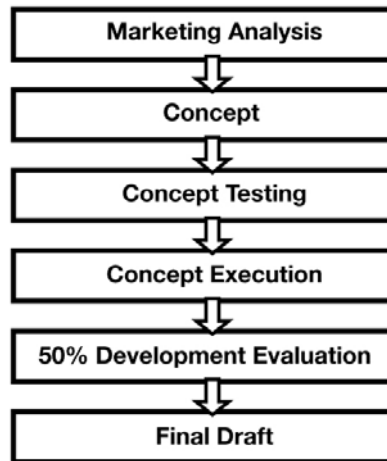 Marketing Analysis
Concept
Concept Testing
Concept Execution
50% Development Evaluation
Final Draft